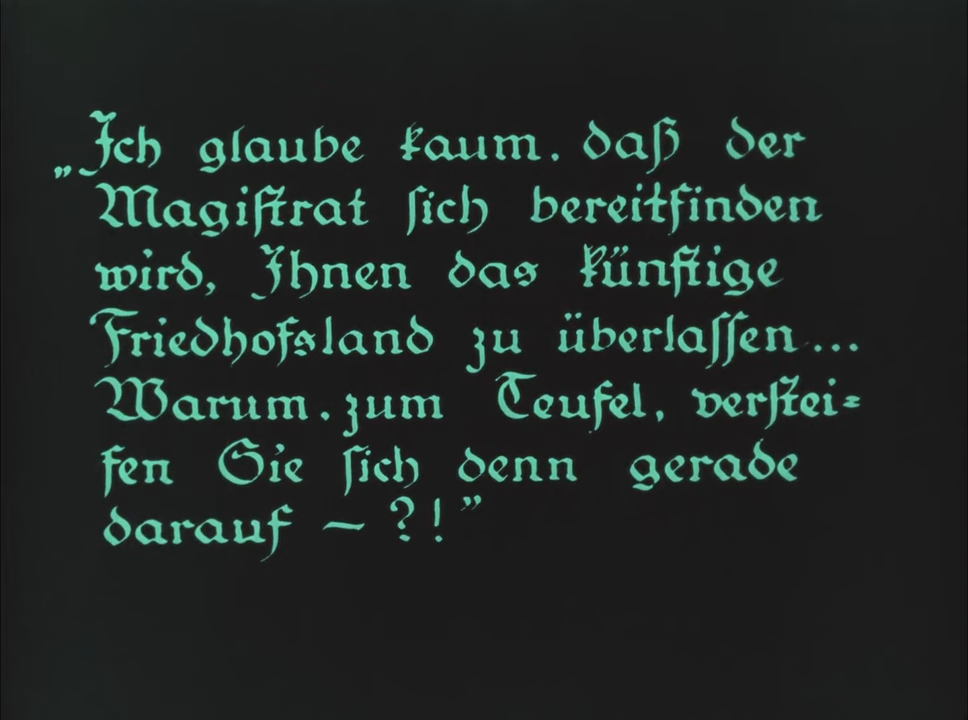 „Ich glaube kaum, daß der
Magiſtrat ſich bereitfinden
wird, Ihnen das künftige
Friedhofsland zu überlaſſen...
Warum, zum Teufel, verſtei⸗
fen Sie ſich denn gerade
darauf — ?!”